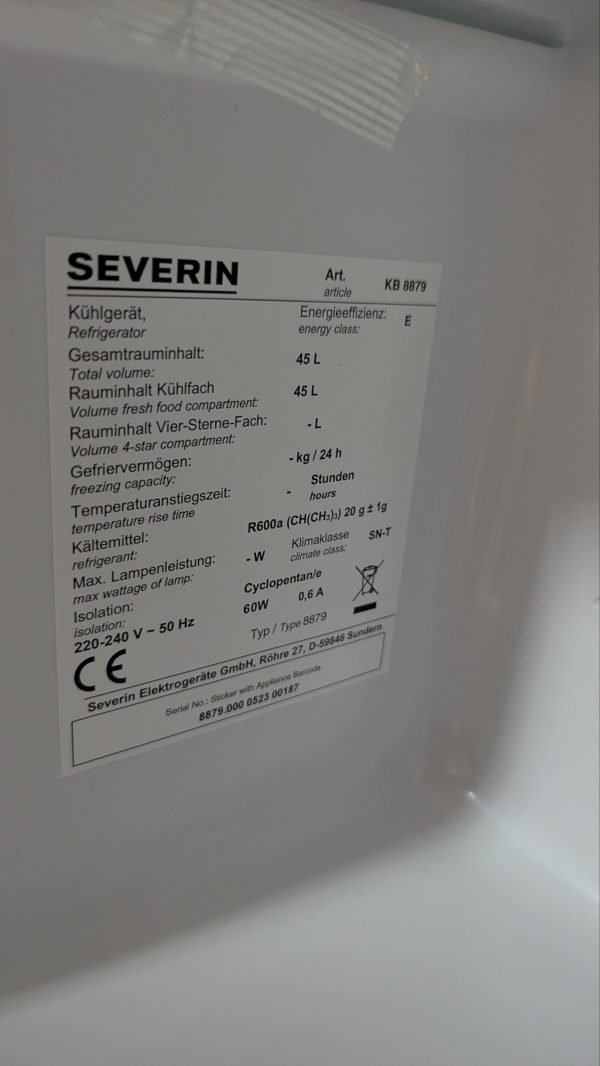 SEVERIN
Art. KB 8879
article
Kühlgerät, Energieeffizienz: E
Refrigerator energy class:
Gesamtrauminhalt: 45 L
Total volume:
Rauminhalt Kühlfach 45 L
Volume fresh food compartment:
Rauminhalt Vier-Sterne-Fach: - L
Volume 4-star compartment:
Gefriervermögen: - kg / 24 h
freezing capacity:
Temperaturanstiegszeit: - Stunden
temperature rise time hours
Kältemittel: R600a (CH(CH₃)₃) 20 g ± 1g
refrigerant:
Max. Lampenleistung: - W Klimaklasse SN-T
max wattage of lamp: climate class:
Isolation: Cyclopentan/e
isolation:
220-240 V ~ 50 Hz 60W 0,6 A
CE Typ / Type 8879
Severin Elektrogeräte GmbH, Röhre 27, D-59846 Sundern
Serial No.: Sticker with Appliance Barcode
8879.000 0523 00187